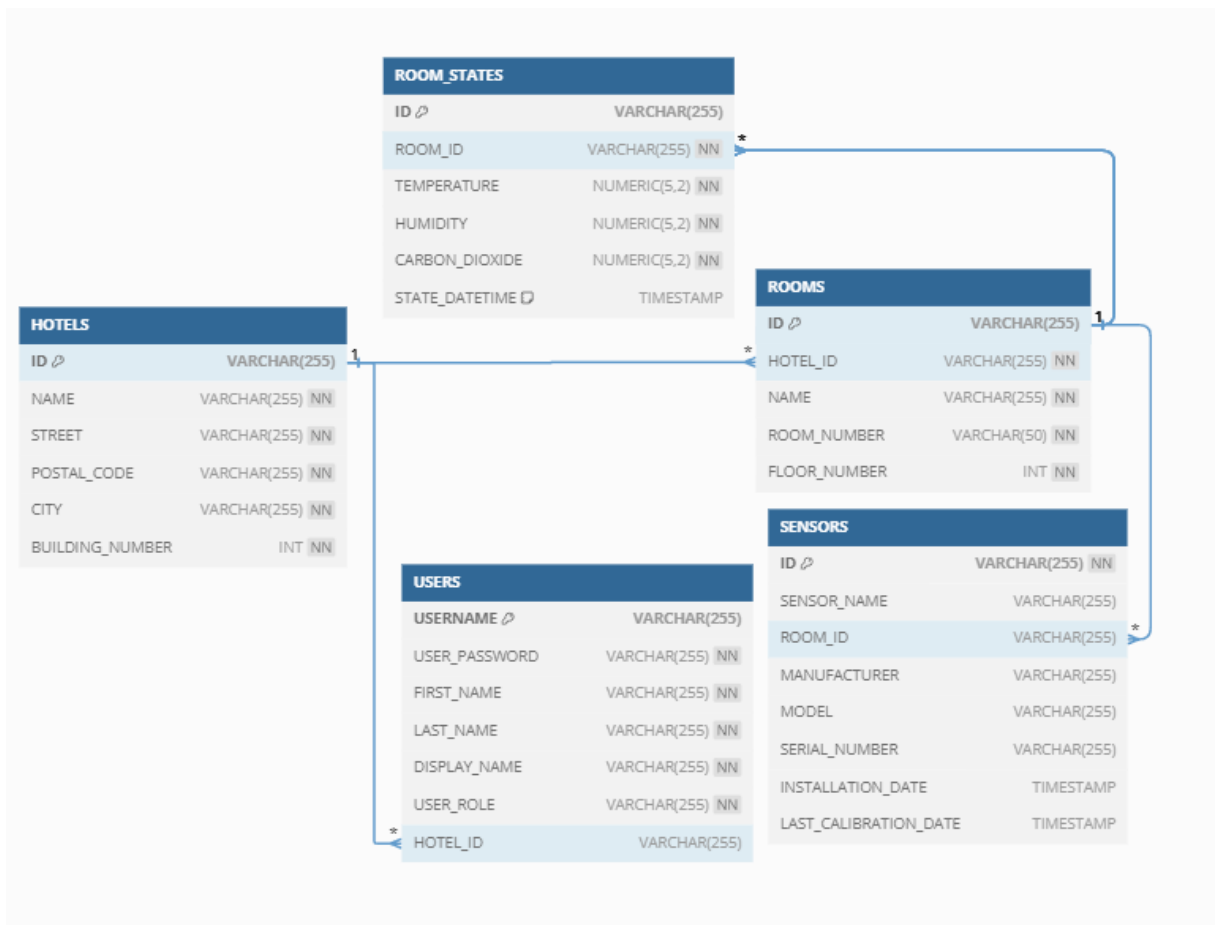 ROOM_STATES
ID VARCHAR(255)
ROOM_ID VARCHAR(255) NN
TEMPERATURE NUMERIC(5,2) NN
HUMIDITY NUMERIC(5,2) NN
CARBON_DIOXIDE NUMERIC(5,2) NN
STATE_DATETIME TIMESTAMP
*
HOTELS
ID VARCHAR(255)
NAME VARCHAR(255) NN
STREET VARCHAR(255) NN
POSTAL_CODE VARCHAR(255) NN
CITY VARCHAR(255) NN
BUILDING_NUMBER INT NN
1
*
ROOMS
ID VARCHAR(255)
HOTEL_ID VARCHAR(255) NN
NAME VARCHAR(255) NN
ROOM_NUMBER VARCHAR(50) NN
FLOOR_NUMBER INT NN
1
USERS
USERNAME VARCHAR(255)
USER_PASSWORD VARCHAR(255) NN
FIRST_NAME VARCHAR(255) NN
LAST_NAME VARCHAR(255) NN
DISPLAY_NAME VARCHAR(255) NN
USER_ROLE VARCHAR(255) NN
HOTEL_ID VARCHAR(255)
*
SENSORS
ID VARCHAR(255) NN
SENSOR_NAME VARCHAR(255)
ROOM_ID VARCHAR(255)
MANUFACTURER VARCHAR(255)
MODEL VARCHAR(255)
SERIAL_NUMBER VARCHAR(255)
INSTALLATION_DATE TIMESTAMP
LAST_CALIBRATION_DATE TIMESTAMP
*